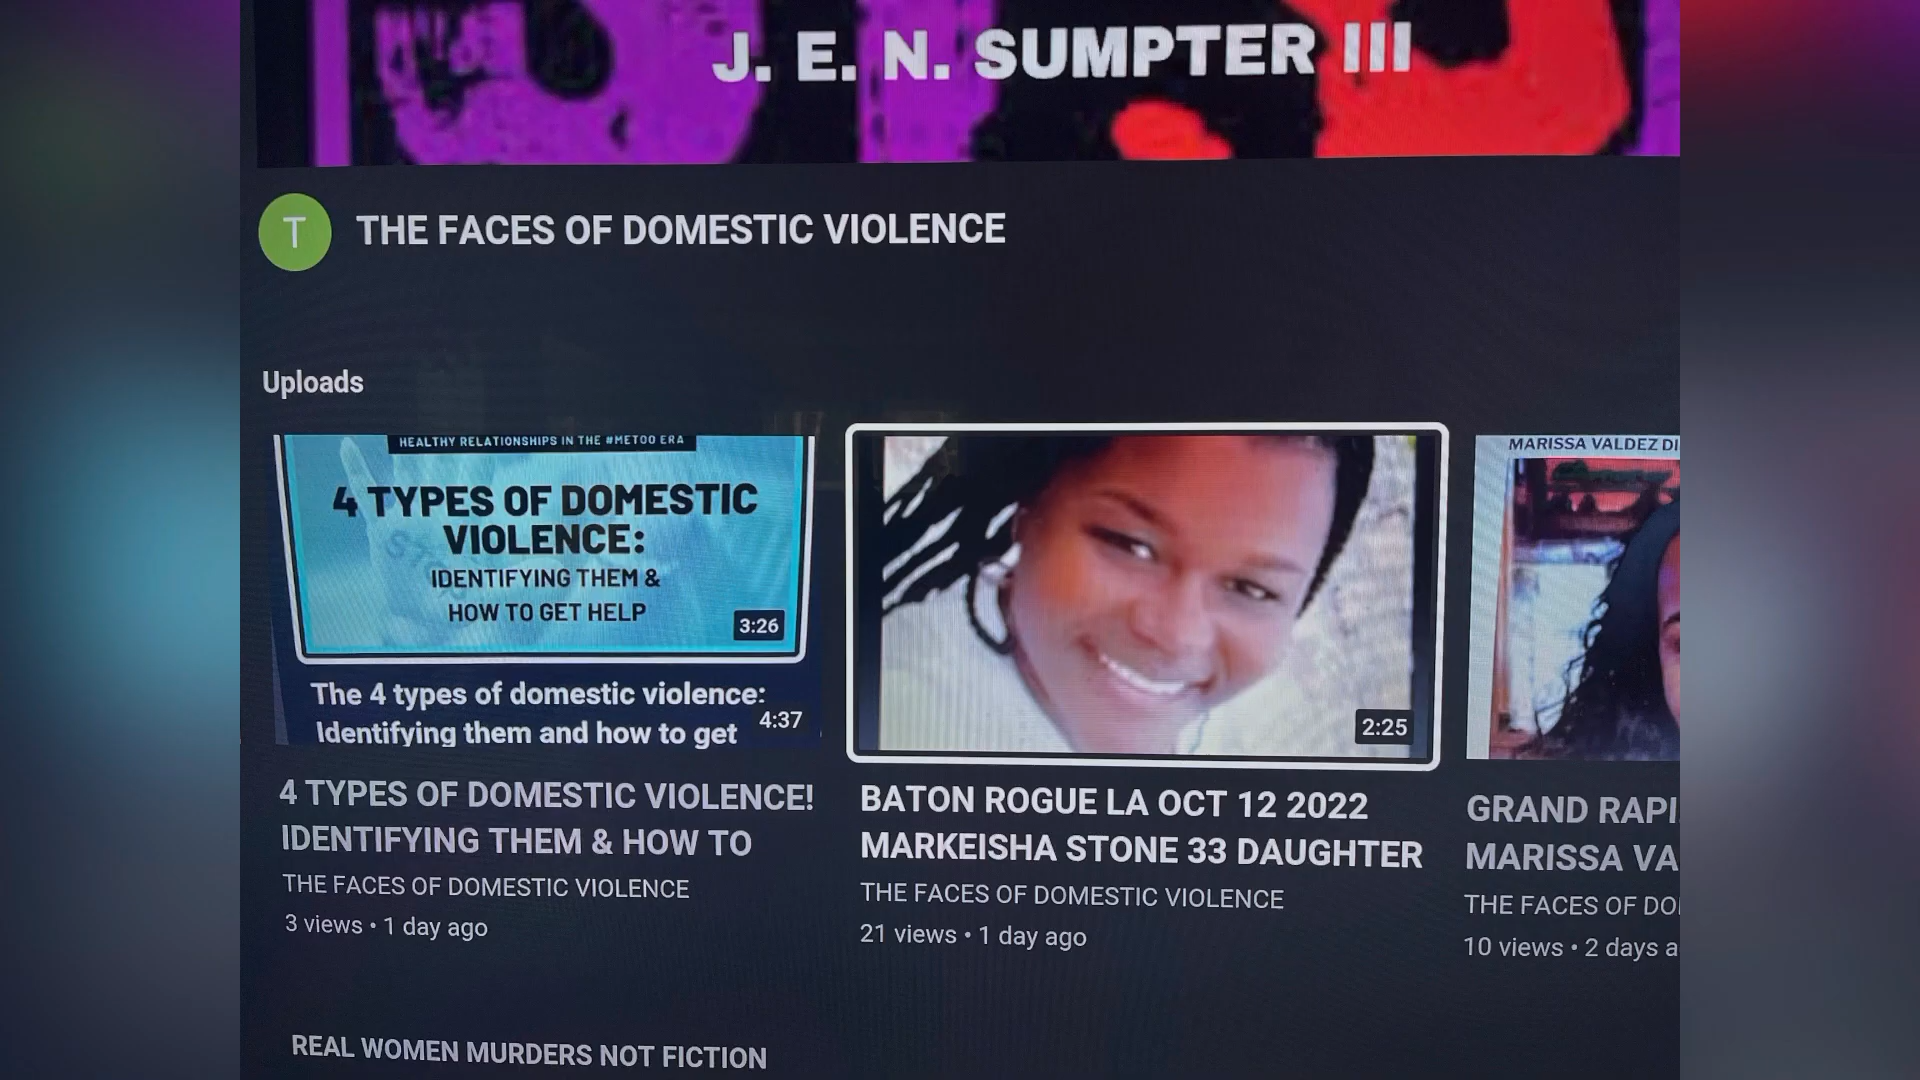 J. E. N. SUMPTER III
T
THE FACES OF DOMESTIC VIOLENCE
Uploads
HEALTHY RELATIONSHIPS IN THE #METOO ERA
4 TYPES OF DOMESTIC
VIOLENCE:
IDENTIFYING THEM &
HOW TO GET HELP
3:26
The 4 types of domestic violence:
Identifying them and how to get
4:37
4 TYPES OF DOMESTIC VIOLENCE!
IDENTIFYING THEM & HOW TO
THE FACES OF DOMESTIC VIOLENCE
3 views • 1 day ago
2:25
BATON ROGUE LA OCT 12 2022
MARKEISHA STONE 33 DAUGHTER
THE FACES OF DOMESTIC VIOLENCE
21 views • 1 day ago
MARISSA VALDEZ DI
GRAND RAPI
MARISSA VA
THE FACES OF DO
10 views • 2 days a
REAL WOMEN MURDERS NOT FICTION